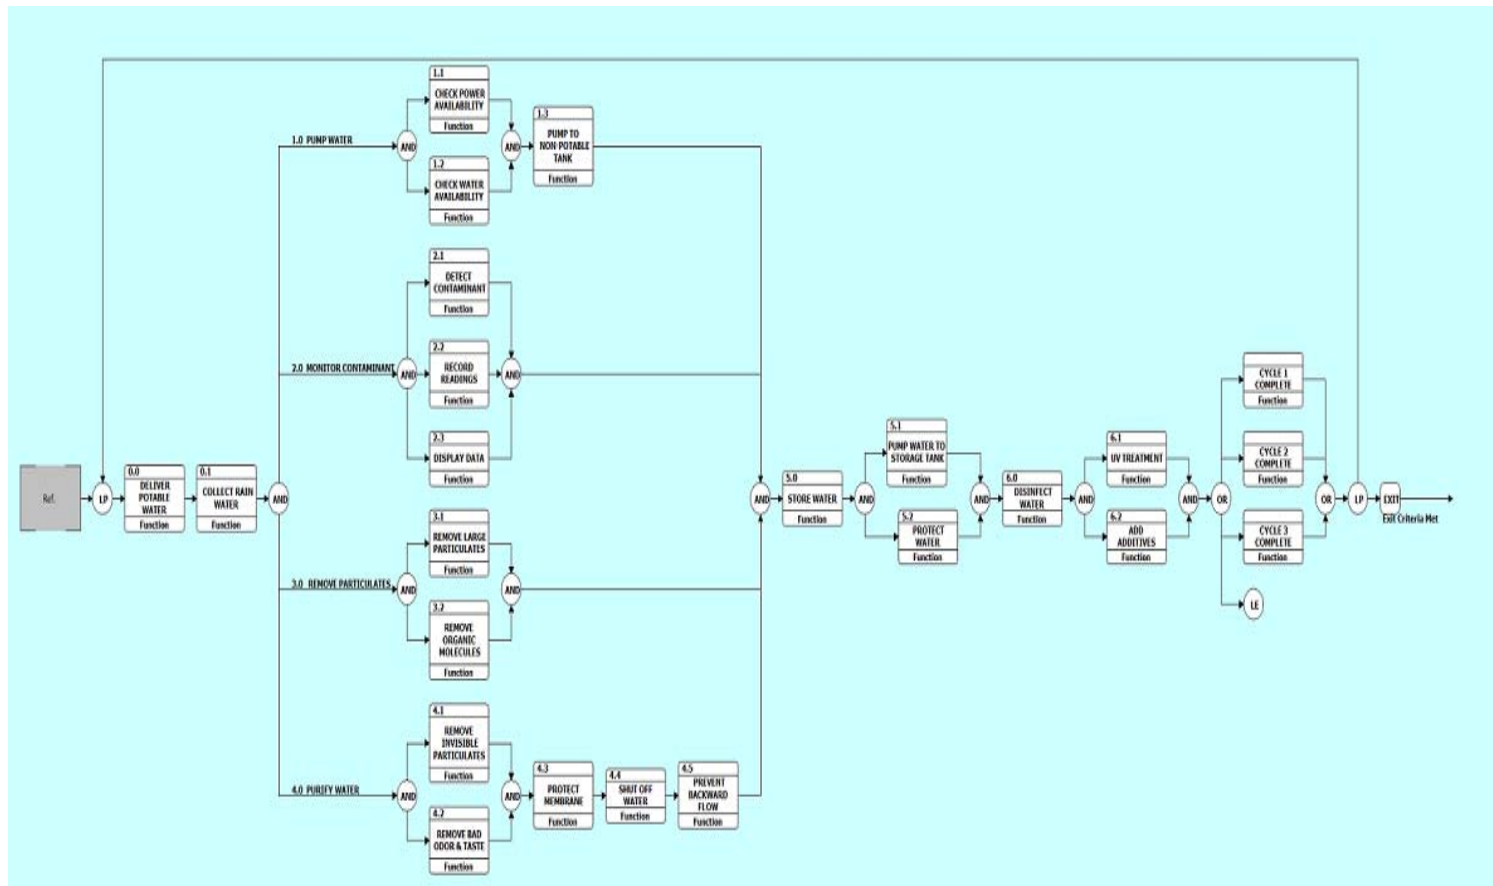 1.1
CHECK POWER
AVAILABILITY
Function
1.0 PUMP WATER
AND
AND
1.3
PUMP TO
NON-POTABLE
TANK
Function
1.2
CHECK WATER
AVAILABILITY
Function
2.1
DETECT
CONTAMINANT
Function
2.0 MONITOR CONTAMINANT
AND
2.2
RECORD
READINGS
Function
AND
2.3
DISPLAY DATA
Function
Ref.
LP
0.0
DELIVER
POTABLE
WATER
Function
0.1
COLLECT RAIN
WATER
Function
AND
3.1
REMOVE LARGE
PARTICULATES
Function
3.0 REMOVE PARTICULATES
AND
AND
3.2
REMOVE
ORGANIC
MOLECULES
Function
4.1
REMOVE
INVISIBLE
PARTICULATES
Function
4.0 PURIFY WATER
AND
AND
4.2
REMOVE BAD
ODOR & TASTE
Function
4.3
PROTECT
MEMBRANE
Function
4.4
SHUT OFF
WATER
Function
4.5
PREVENT
BACKWARD
FLOW
Function
AND
5.0
STORE WATER
Function
AND
5.1
PUMP WATER TO
STORAGE TANK
Function
5.2
PROTECT
WATER
Function
AND
6.0
DISINFECT
WATER
Function
AND
6.1
UV TREATMENT
Function
6.2
ADD
ADDITIVES
Function
AND
OR
CYCLE 1
COMPLETE
Function
CYCLE 2
COMPLETE
Function
CYCLE 3
COMPLETE
Function
LE
OR
LP
EXIT
Exit Criteria Met